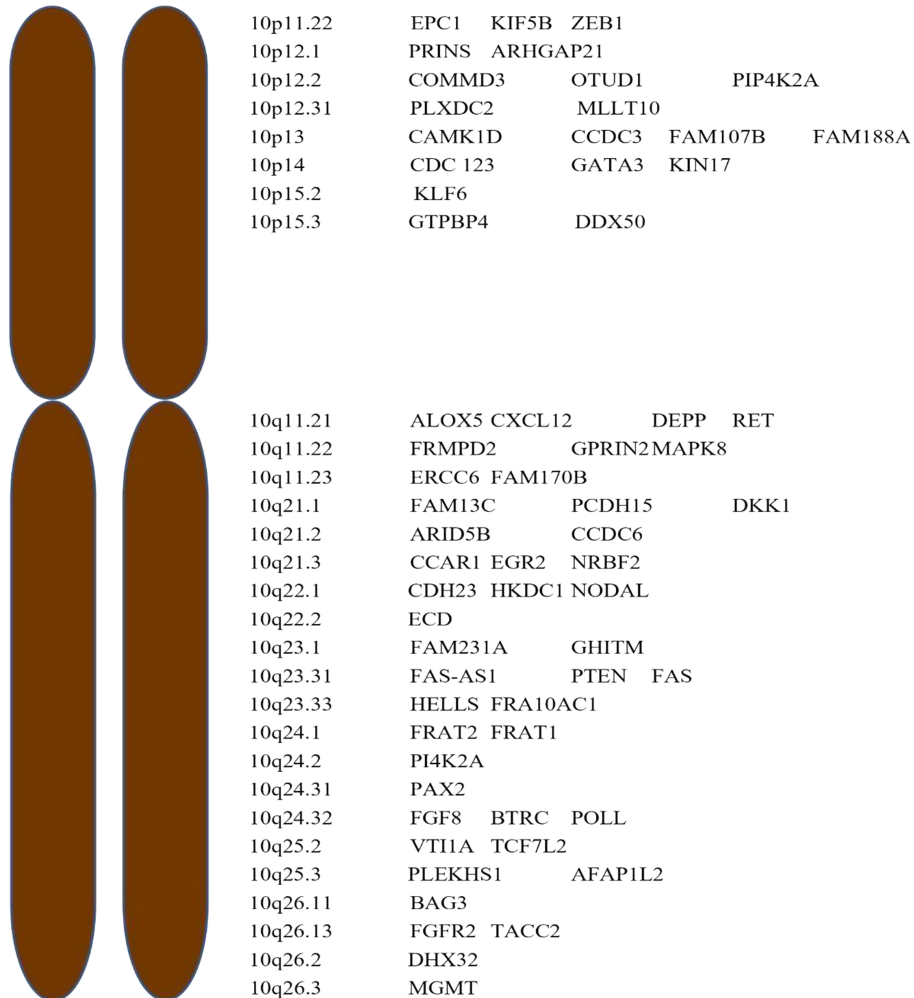 10p11.22 EPC1 KIF5B ZEB1
10p12.1 PRINS ARHGAP21
10p12.2 COMMD3 OTUD1 PIP4K2A
10p12.31 PLXDC2 MLLT10
10p13 CAMK1D CCDC3 FAM107B FAM188A
10p14 CDC 123 GATA3 KIN17
10p15.2 KLF6
10p15.3 GTPBP4 DDX50
10q11.21 ALOX5 CXCL12 DEPP RET
10q11.22 FRMPD2 GPRIN2 MAPK8
10q11.23 ERCC6 FAM170B
10q21.1 FAM13C PCDH15 DKK1
10q21.2 ARID5B CCDC6
10q21.3 CCAR1 EGR2 NRBF2
10q22.1 CDH23 HKDC1 NODAL
10q22.2 ECD
10q23.1 FAM231A GHITM
10q23.31 FAS-AS1 PTEN FAS
10q23.33 HELLS FRA10AC1
10q24.1 FRAT2 FRAT1
10q24.2 PI4K2A
10q24.31 PAX2
10q24.32 FGF8 BTRC POLL
10q25.2 VTI1A TCF7L2
10q25.3 PLEKHS1 AFAP1L2
10q26.11 BAG3
10q26.13 FGFR2 TACC2
10q26.2 DHX32
10q26.3 MGMT